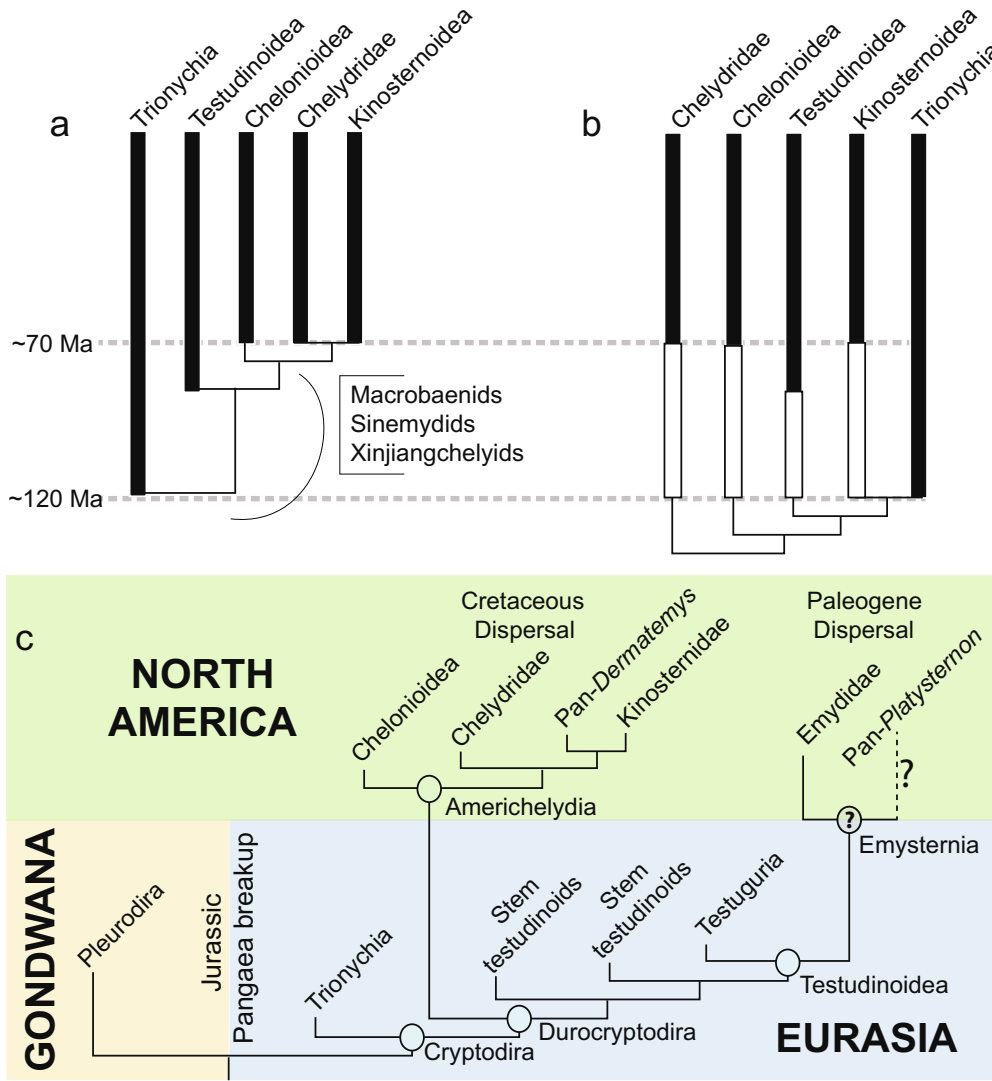 a
Trionychia
Testudinoidea
Chelonioidea
Chelydridae
Kinosternoidea
b
Chelydridae
Chelonioidea
Testudinoidea
Kinosternoidea
Trionychia
~70 Ma
Macrobaenids
Sinemydids
Xinjiangchelyids
~120 Ma
c
NORTH
AMERICA
Cretaceous
Dispersal
Paleogene
Dispersal
Chelonioidea
Chelydridae
Pan-Dermatemys
Kinosternidae
Emydidae
Pan-Platysternon
?
Americhelydia
?
Emysternia
GONDWANA
Pleurodira
Jurassic
Pangaea breakup
Trionychia
Stem
testudinoids
Stem
testudinoids
Testuguria
Testudinoidea
Durocryptodira
Cryptodira
EURASIA